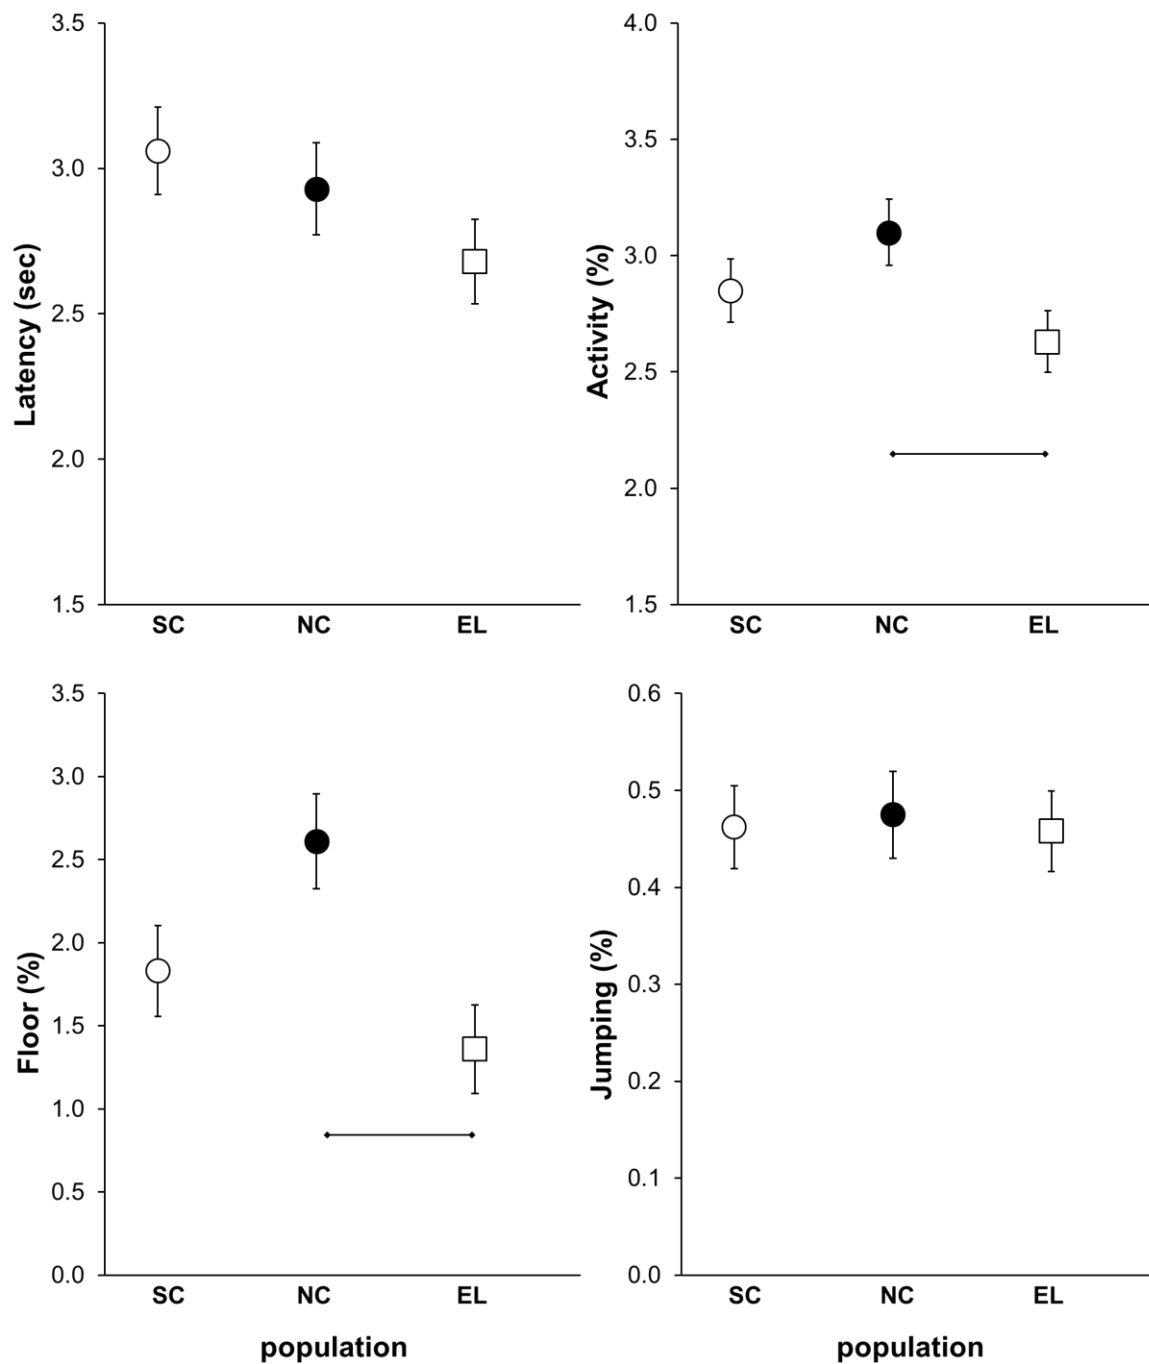 Latency (sec)
3.5
3.0
2.5
2.0
1.5
SC NC EL
Activity (%)
4.0
3.5
3.0
2.5
2.0
1.5
SC NC EL
Floor (%)
3.5
3.0
2.5
2.0
1.5
1.0
0.5
0.0
SC NC EL
population
Jumping (%)
0.6
0.5
0.4
0.3
0.2
0.1
0.0
SC NC EL
population